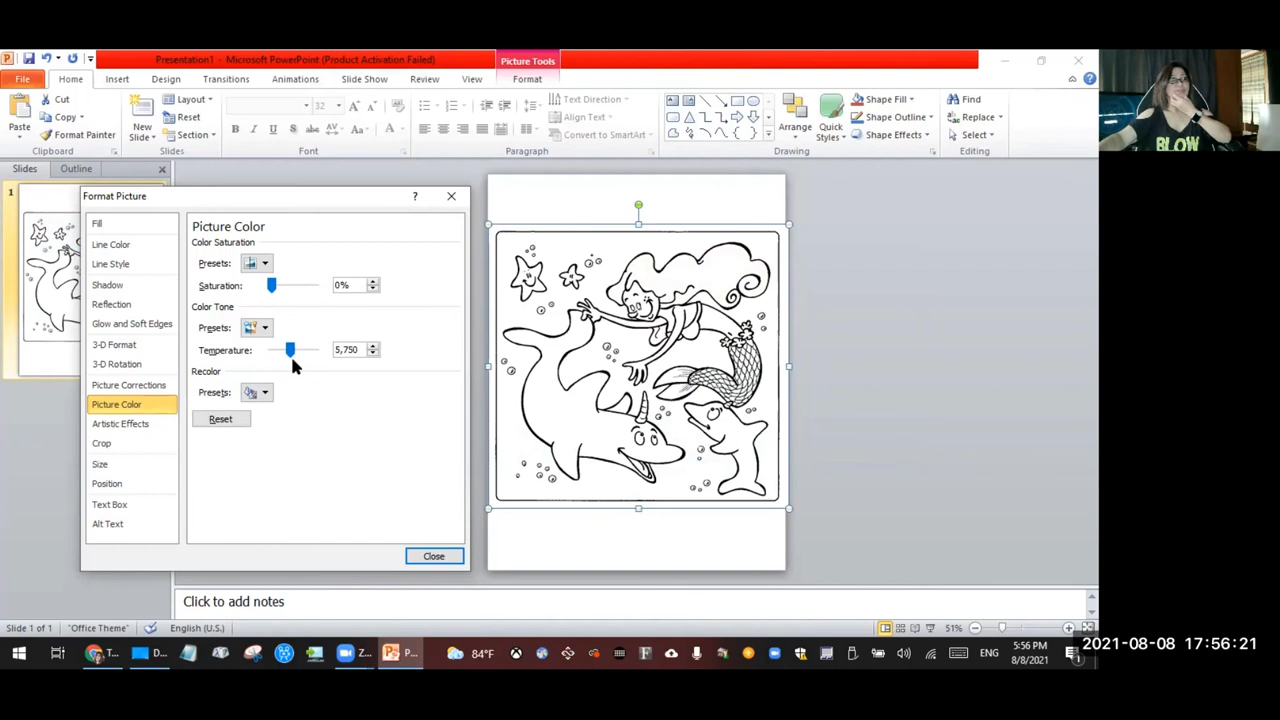 Presentation1 - Microsoft PowerPoint (Product Activation Failed)
Picture Tools
File
Home
Insert
Design
Transitions
Animations
Slide Show
Review
View
Format
Paste
Cut
Copy
Format Painter
Clipboard
New
Slide
Layout
Reset
Section
Slides
32
B I U S abc AV Aa A
Font
Text Direction
Align Text
Convert to SmartArt
Paragraph
Arrange
Quick
Styles
Shape Fill
Shape Outline
Shape Effects
Drawing
Find
Replace
Select
Editing
BLOW
Slides
Outline
1
Format Picture
Fill
Line Color
Line Style
Shadow
Reflection
Glow and Soft Edges
3-D Format
3-D Rotation
Picture Corrections
Picture Color
Artistic Effects
Crop
Size
Position
Text Box
Alt Text
Picture Color
Color Saturation
Presets:
Saturation:
0%
Color Tone
Presets:
Temperature:
5,750
Recolor
Presets:
Reset
Close
Click to add notes
Slide 1 of 1
"Office Theme"
English (U.S.)
51%
T...
D...
Z...
P...
84°F
ENG
5:56 PM
8/8/2021
1
2021-08-08 17:56:21